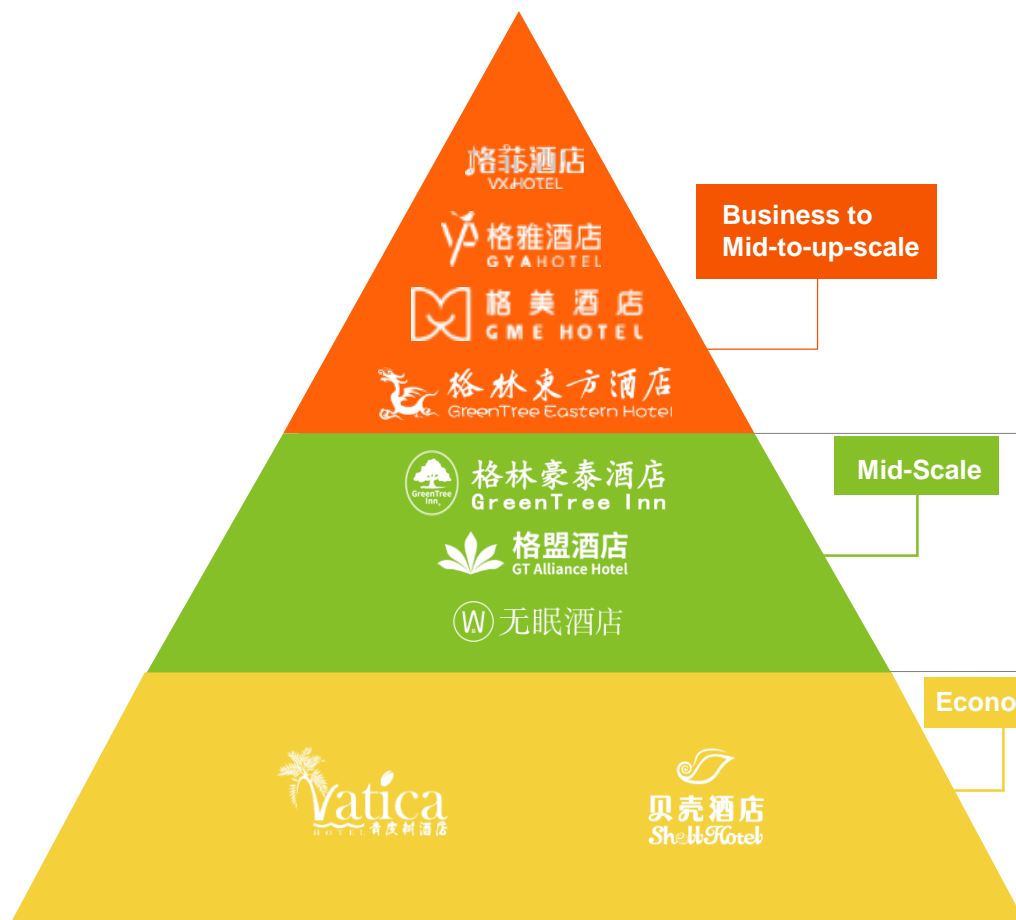 格菲酒店
VX HOTEL
格雅酒店
GYAHOTEL
Business to
Mid-to-up-scale
格美酒店
GME HOTEL
格林東方酒店
GreenTree Eastern Hotel
Mid-Scale
GreenTree
Inn
格林豪泰酒店
GreenTree Inn
格盟酒店
GT Alliance Hotel
W
无眠酒店
Econo
Vatica
HOTEL 青皮树酒店
贝壳酒店
Shell Hotel